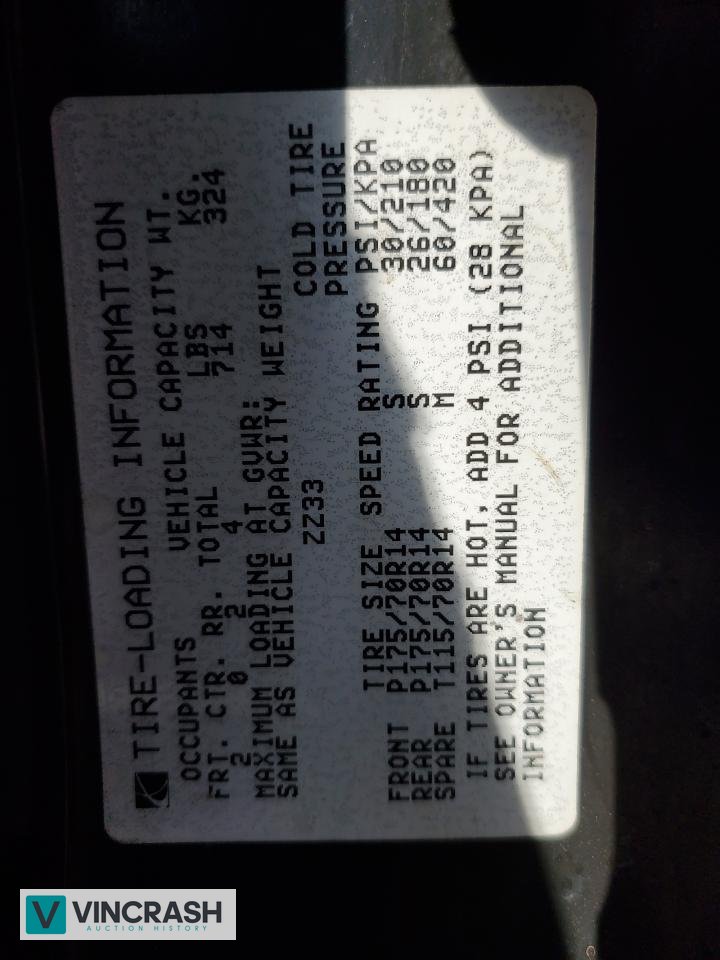 TIRE-LOADING INFORMATION
OCCUPANTS VEHICLE CAPACITY WT.
FRT. CTR. RR. TOTAL LBS KG.
2 0 2 4 714 324
MAXIMUM LOADING AT GVWR:
SAME AS VEHICLE CAPACITY WEIGHT
ZZ33 COLD TIRE
PRESSURE
TIRE SIZE SPEED RATING PSI/KPA
FRONT P175/70R14 S 30/210
REAR P175/70R14 S 26/180
SPARE T115/70R14 M 60/420
IF TIRES ARE HOT, ADD 4 PSI (28 KPA)
SEE OWNER'S MANUAL FOR ADDITIONAL
INFORMATION
VINCRASH
AUCTION HISTORY